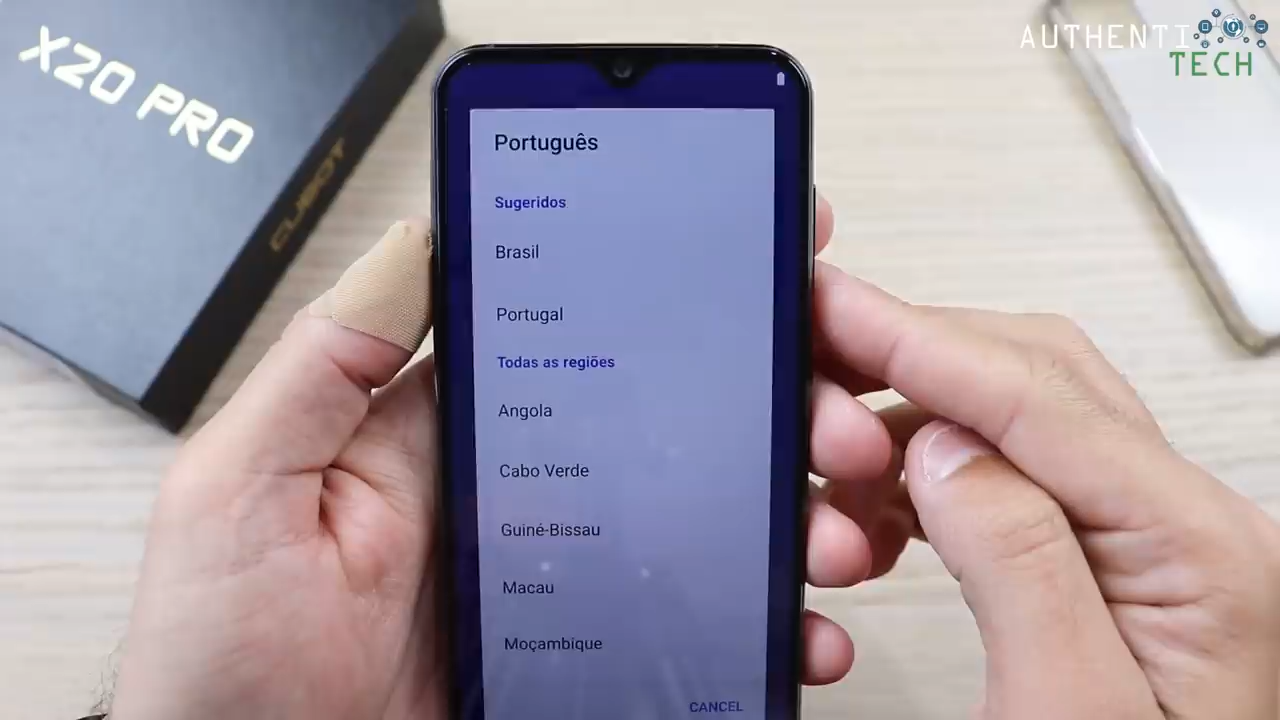 X20 PRO
CUBOT
AUTHENTI
TECH
Português
Sugeridos
Brasil
Portugal
Todas as regiões
Angola
Cabo Verde
Guiné-Bissau
Macau
Moçambique
CANCEL